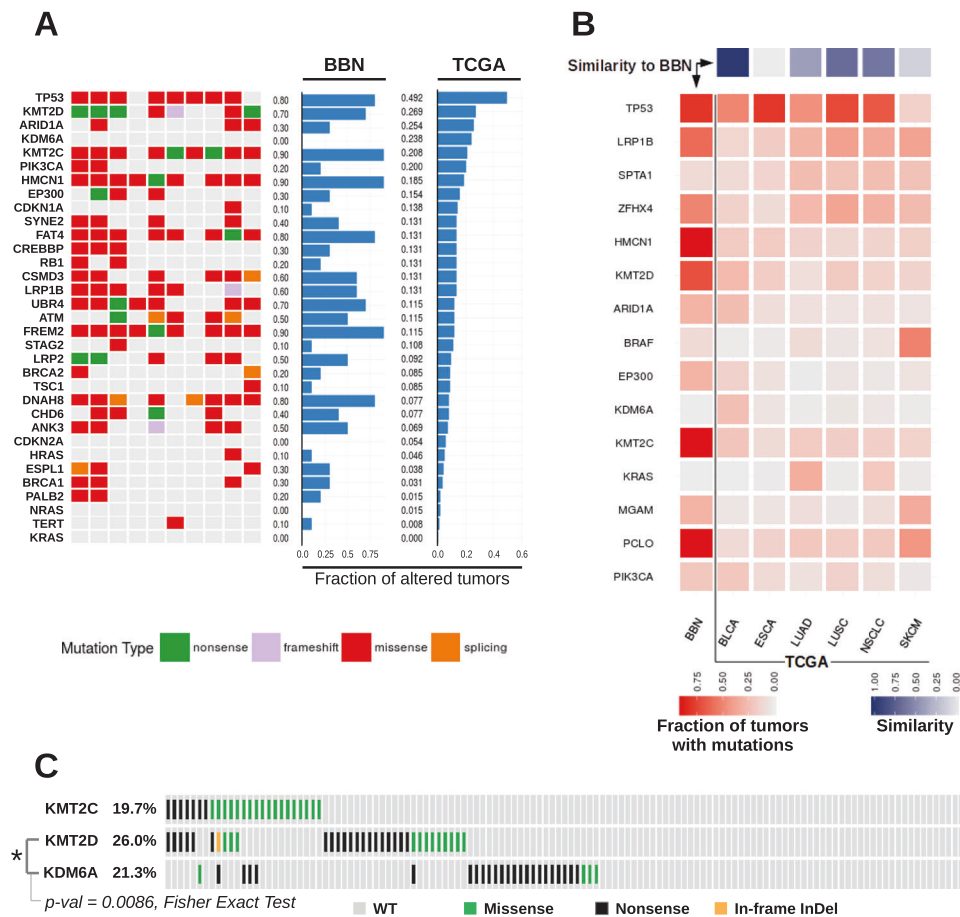 A
BBN
TCGA
TP53 0.80 0.492
KMT2D 0.70 0.269
ARID1A 0.30 0.254
KDM6A 0.00 0.238
KMT2C 0.90 0.208
PIK3CA 0.20 0.200
HMCN1 0.90 0.185
EP300 0.30 0.154
CDKN1A 0.10 0.138
SYNE2 0.40 0.131
FAT4 0.80 0.131
CREBBP 0.30 0.131
RB1 0.20 0.131
CSMD3 0.60 0.131
LRP1B 0.60 0.131
UBR4 0.70 0.115
ATM 0.50 0.115
FREM2 0.90 0.115
STAG2 0.10 0.108
LRP2 0.50 0.092
BRCA2 0.20 0.085
TSC1 0.10 0.085
DNAH8 0.80 0.077
CHD6 0.40 0.077
ANK3 0.50 0.069
CDKN2A 0.00 0.054
HRAS 0.10 0.046
ESPL1 0.30 0.038
BRCA1 0.30 0.031
PALB2 0.20 0.015
NRAS 0.00 0.015
TERT 0.10 0.008
KRAS 0.00 0.000
0.0 0.25 0.50 0.75 0.0 0.2 0.4 0.6
Fraction of altered tumors
Mutation Type nonsense frameshift missense splicing
B
Similarity to BBN
TP53
LRP1B
SPTA1
ZFHX4
HMCN1
KMT2D
ARID1A
BRAF
EP300
KDM6A
KMT2C
KRAS
MGAM
PCLO
PIK3CA
BBN BLCA ESCA LUAD LUSC NSCLC SKCM
TCGA
0.75 0.50 0.25 0.00
Fraction of tumors
with mutations
1.00 0.75 0.50 0.25 0.00
Similarity
C
KMT2C 19.7%
KMT2D 26.0%
*
KDM6A 21.3%
p-val = 0.0086, Fisher Exact Test
WT Missense Nonsense In-frame InDel